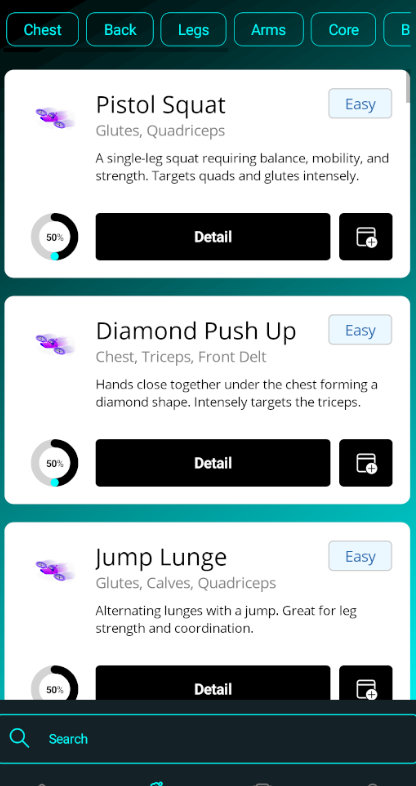 Chest Back Legs Arms Core B
Pistol Squat
Easy
Glutes, Quadriceps
A single-leg squat requiring balance, mobility, and
strength. Targets quads and glutes intensely.
50%
Detail
Diamond Push Up
Easy
Chest, Triceps, Front Delt
Hands close together under the chest forming a
diamond shape. Intensely targets the triceps.
50%
Detail
Jump Lunge
Easy
Glutes, Calves, Quadriceps
Alternating lunges with a jump. Great for leg
strength and coordination.
50%
Detail
Search